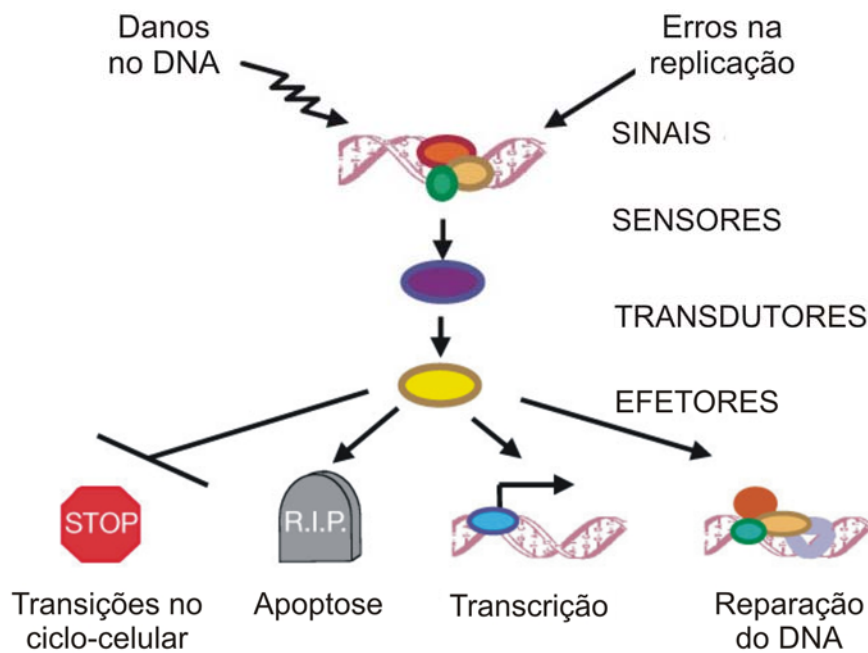 Danos
no DNA
Erros na
replicação
SINAIS
SENSORES
TRANSDUTORES
EFETORES
STOP
R.I.P.
Transições no
ciclo-celular
Apoptose
Transcrição
Reparação
do DNA